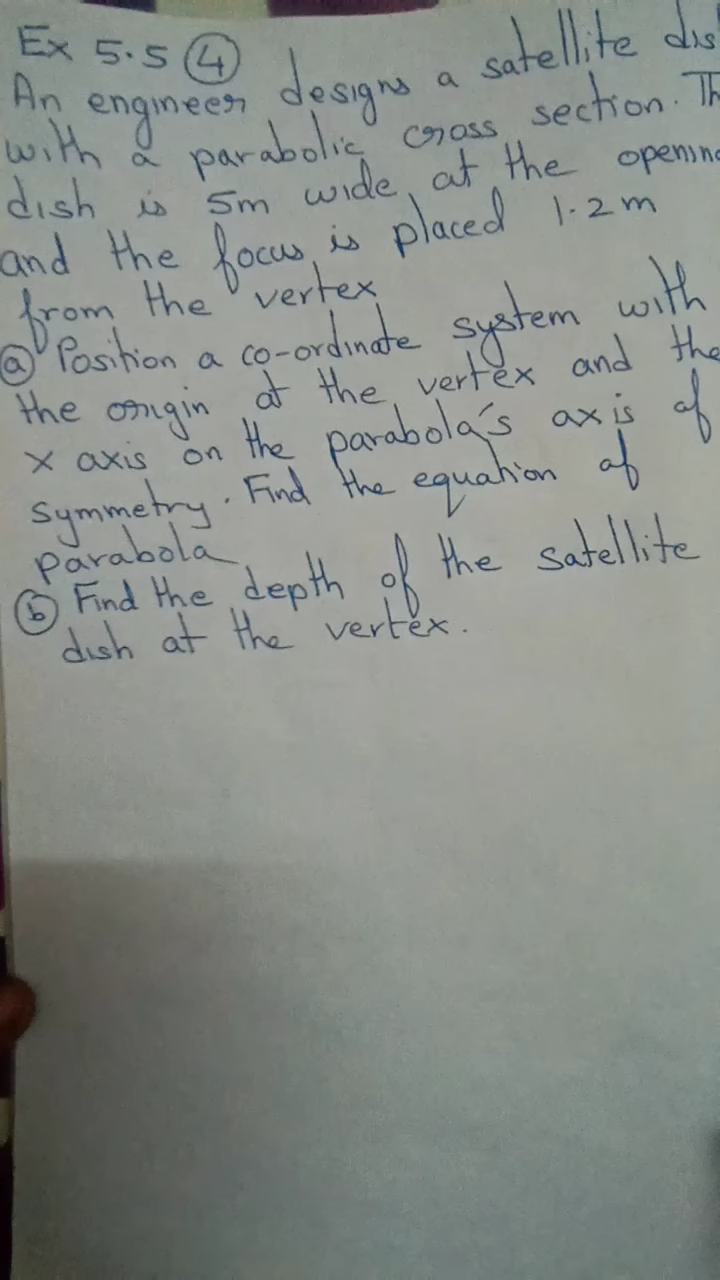 Ex 5.5 ④
An engineer designs a satellite dis
with a parabolic cross section. Th
dish is 5m wide at the openin
and the focus is placed 1.2m
from the vertex
ⓐ Position a co-ordinate system with
the origin at the vertex and the
x axis on the parabola's axis of
symmetry. Find the equation of
parabola
ⓑ Find the depth of the satellite
dish at the vertex.